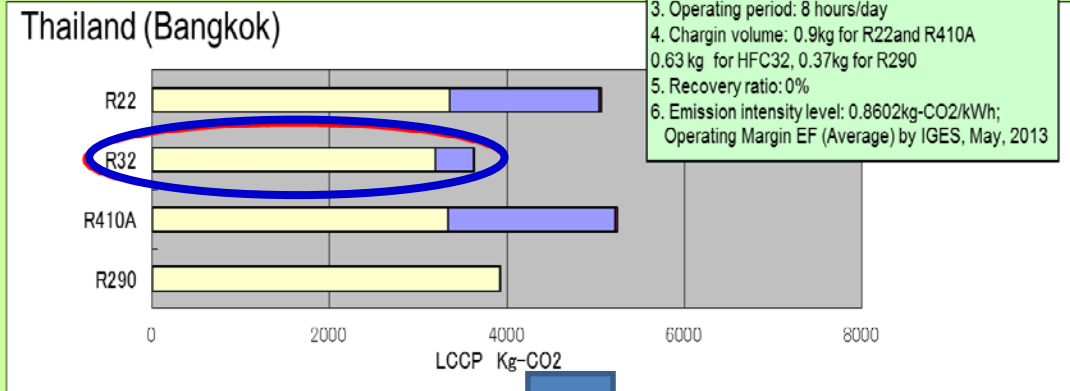 Thailand (Bangkok)
3. Operating period: 8 hours/day
4. Chargin volume: 0.9kg for R22and R410A
0.63 kg for HFC32, 0.37kg for R290
5. Recovery ratio: 0%
6. Emission intensity level: 0.8602kg-CO2/kWh;
Operating Margin EF (Average) by IGES, May, 2013
R22
R32
R410A
R290
0 2000 4000 6000 8000
LCCP Kg-CO2